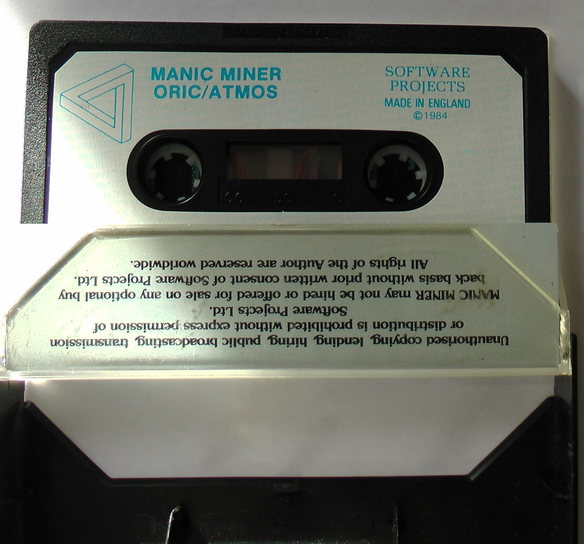 MANIC MINER
ORIC/ATMOS
SOFTWARE
PROJECTS
MADE IN ENGLAND
©1984
Unauthorised copying, lending, hiring, public broadcasting, transmission
or distribution is prohibited without express permission of
Software Projects Ltd.
MANIC MINER may not be hired or offered for sale on any optional buy
back basis without prior written consent of Software Projects Ltd.
All rights of the Author are reserved worldwide.